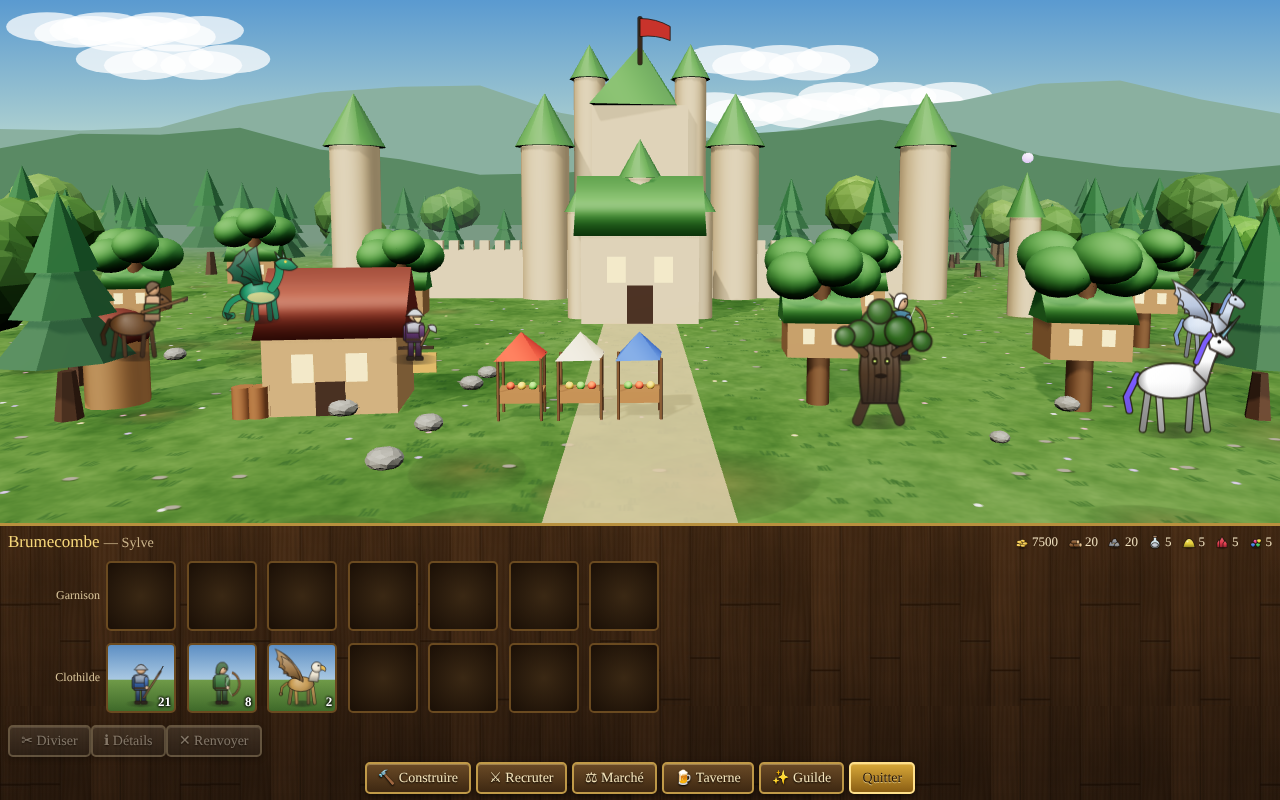 Brumecombe — Sylve
7500 20 20 5 5 5 5
Garnison
Clothilde
21 8 2
Diviser Détails Renvoyer
Construire Recruter Marché Taverne Guilde Quitter